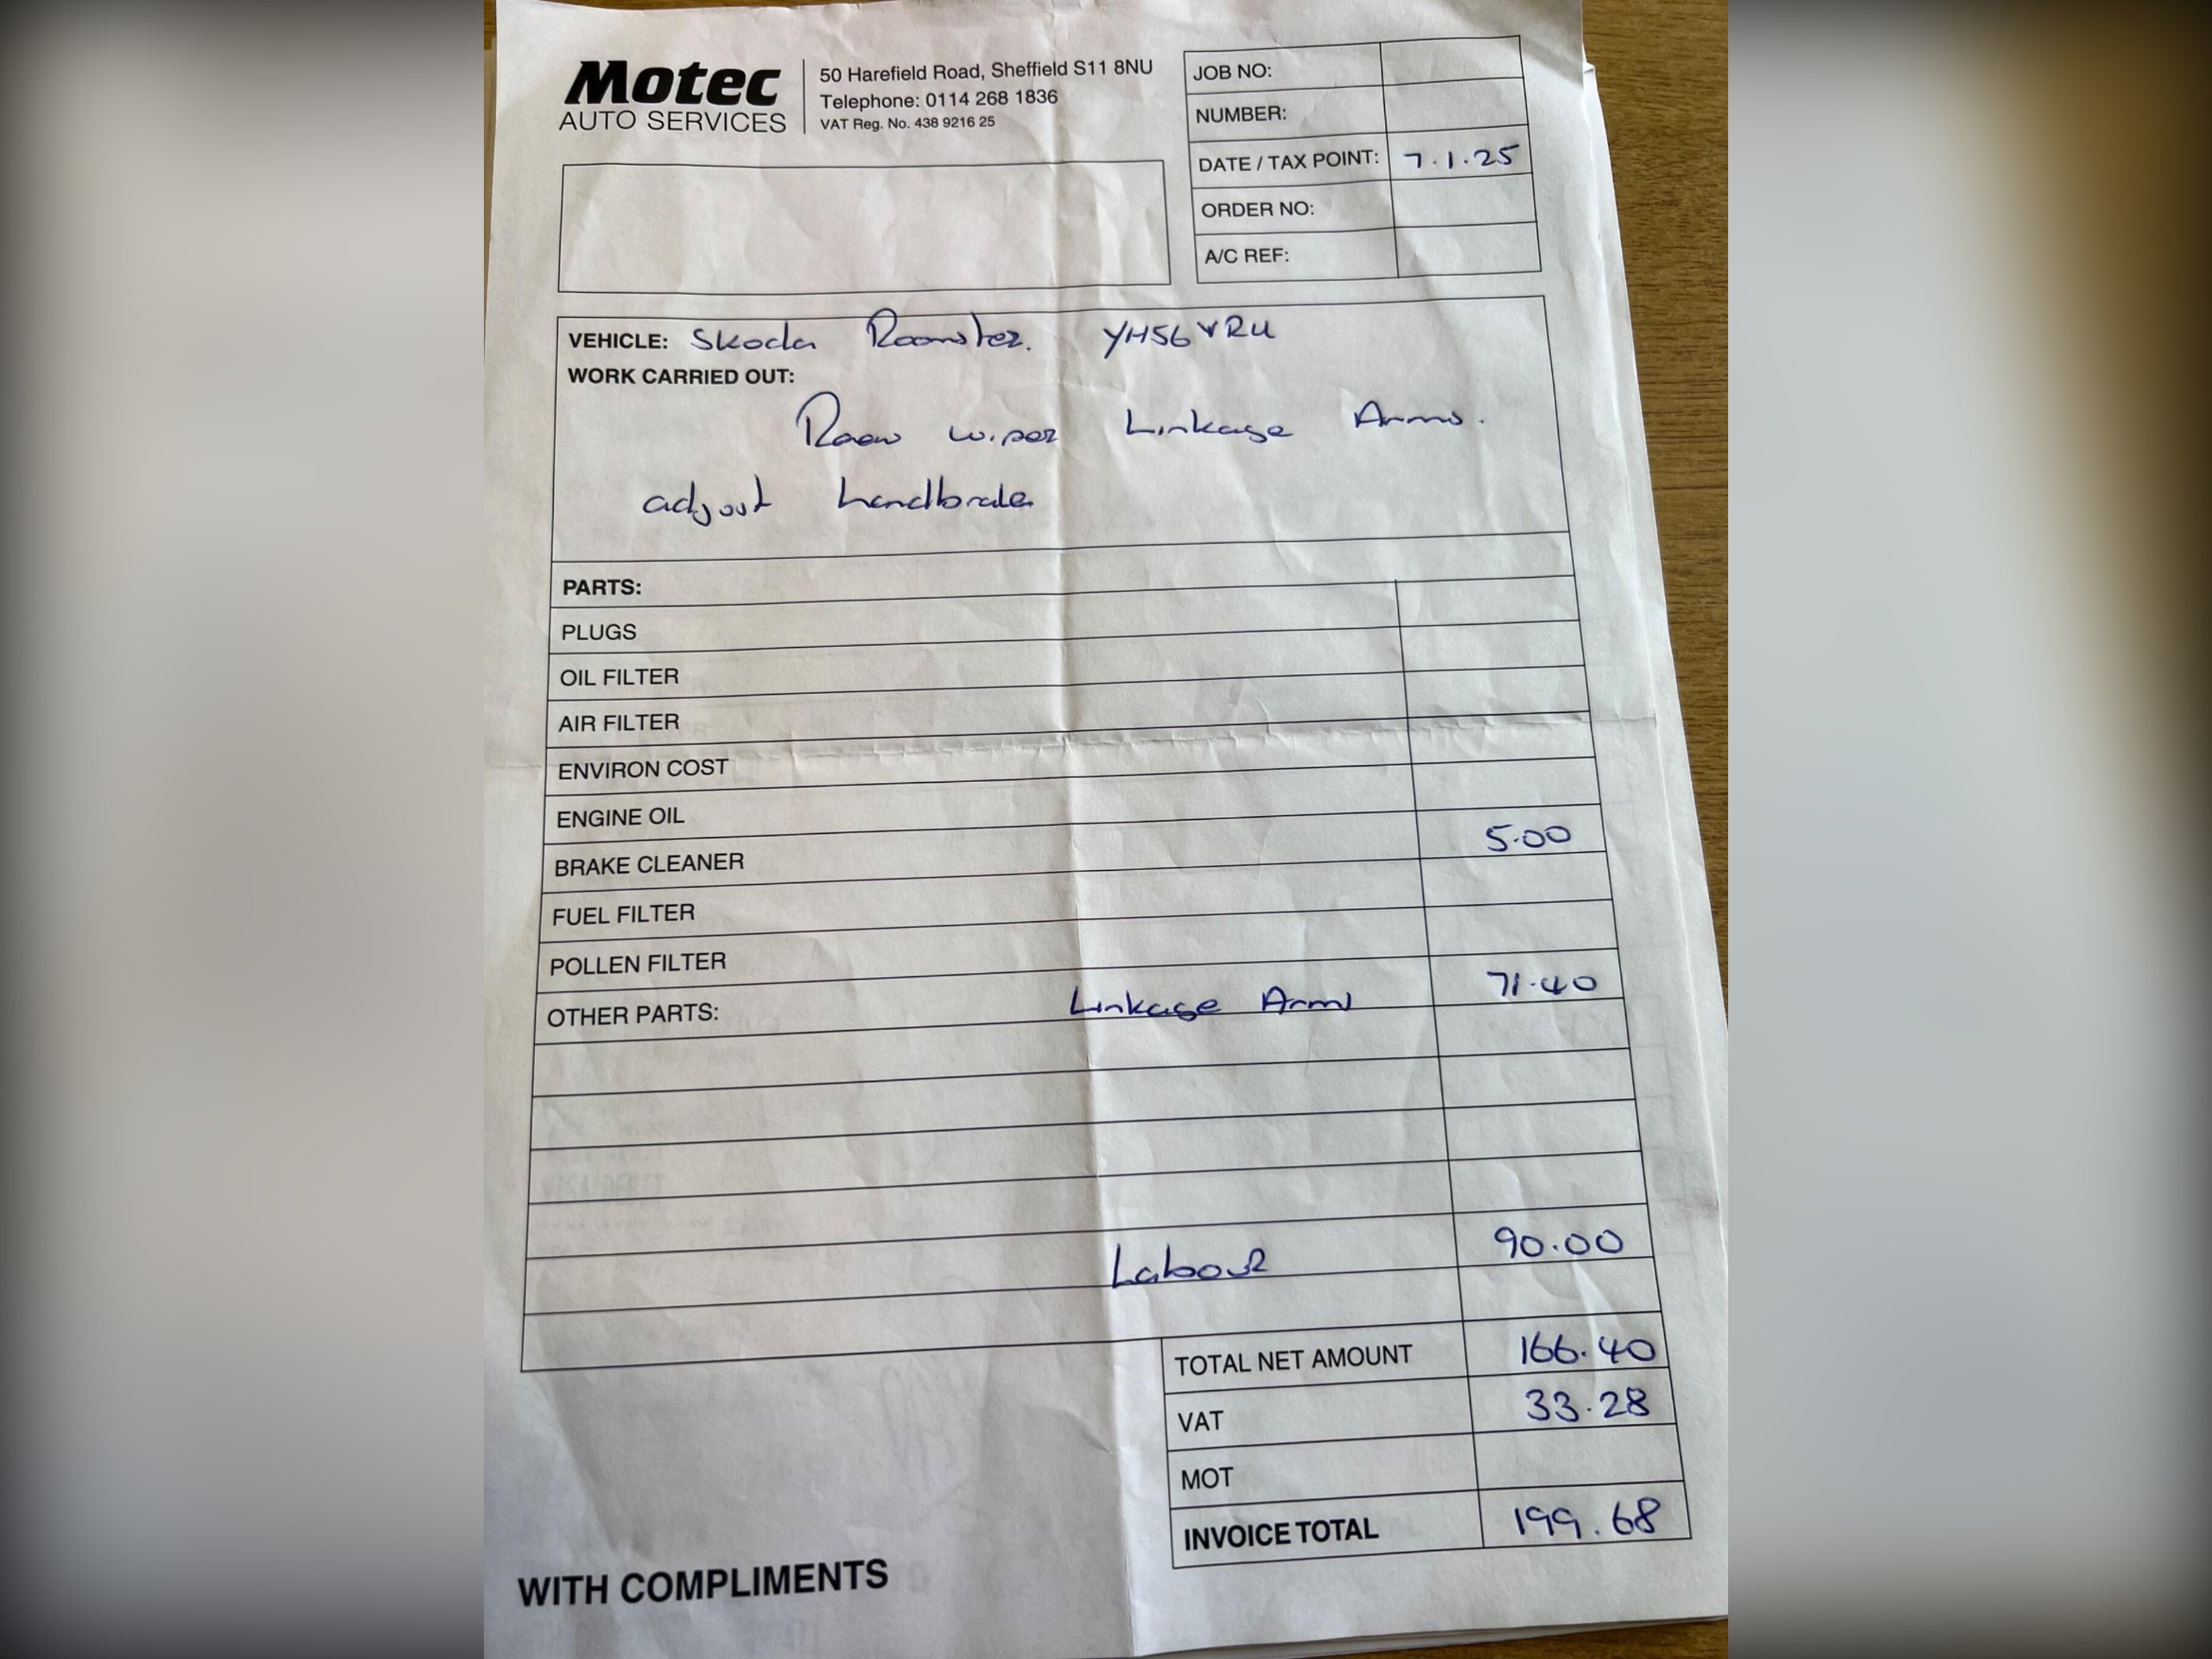 Motec
AUTO SERVICES
50 Harefield Road, Sheffield S11 8NU
Telephone: 0114 268 1836
VAT Reg. No. 438 9216 25
JOB NO:
NUMBER:
DATE / TAX POINT: 7.1.25
ORDER NO:
A/C REF:
VEHICLE: Skoda Roomster. YH56 VRU
WORK CARRIED OUT:
wiper Linkage Arms.
adjust handbrake
PARTS:
PLUGS
OIL FILTER
AIR FILTER
ENVIRON COST
ENGINE OIL
BRAKE CLEANER 5.00
FUEL FILTER
POLLEN FILTER
OTHER PARTS: Linkage Arms 71.40
Labour 90.00
TOTAL NET AMOUNT 166.40
VAT 33.28
MOT
INVOICE TOTAL 199.68
WITH COMPLIMENTS